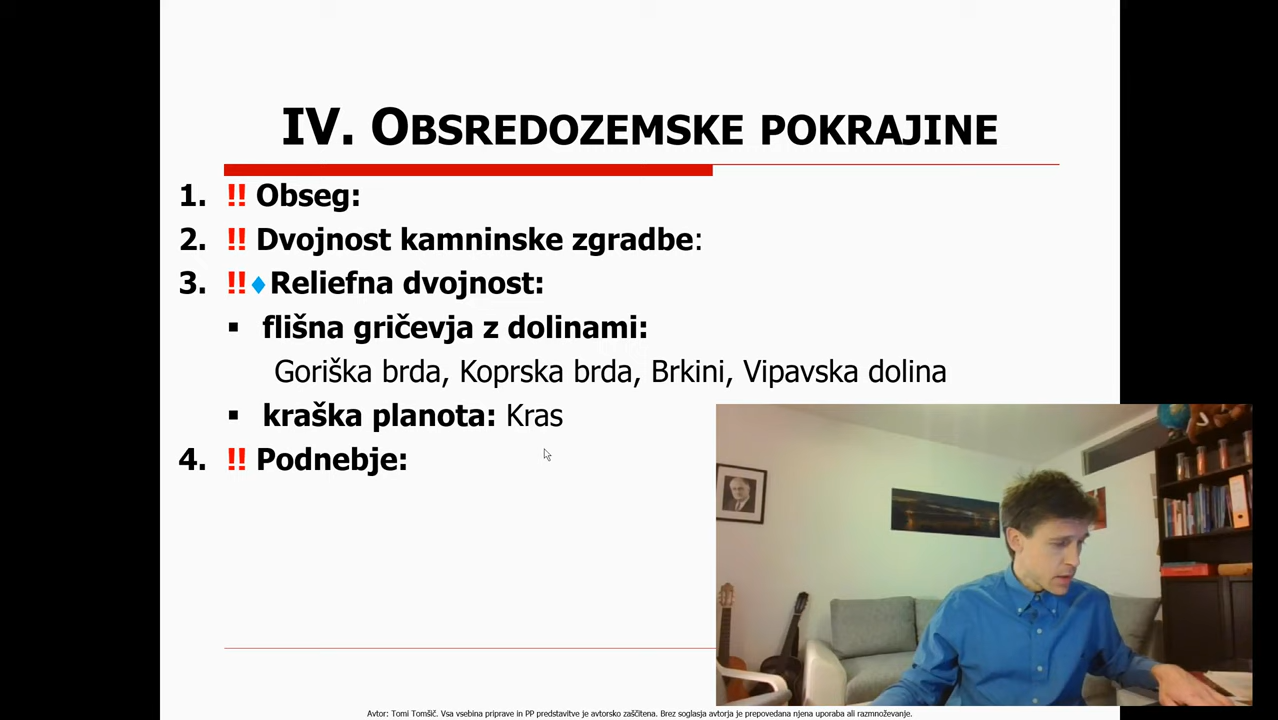 IV. OBSREDOZEMSKE POKRAJINE
1. !! Obseg:
2. !! Dvojnost kamninske zgradbe:
3. !!♦Reliefna dvojnost:
▪ flišna gričevja z dolinami:
Goriška brda, Koprska brda, Brkini, Vipavska dolina
▪ kraška planota: Kras
4. !! Podnebje:
Avtor: Tomi Tomšič. Vsa vsebina priprave in PP predstavitve je avtorsko zaščitena. Brez soglasja avtorja je prepovedana njena uporaba ali razmnoževanje.